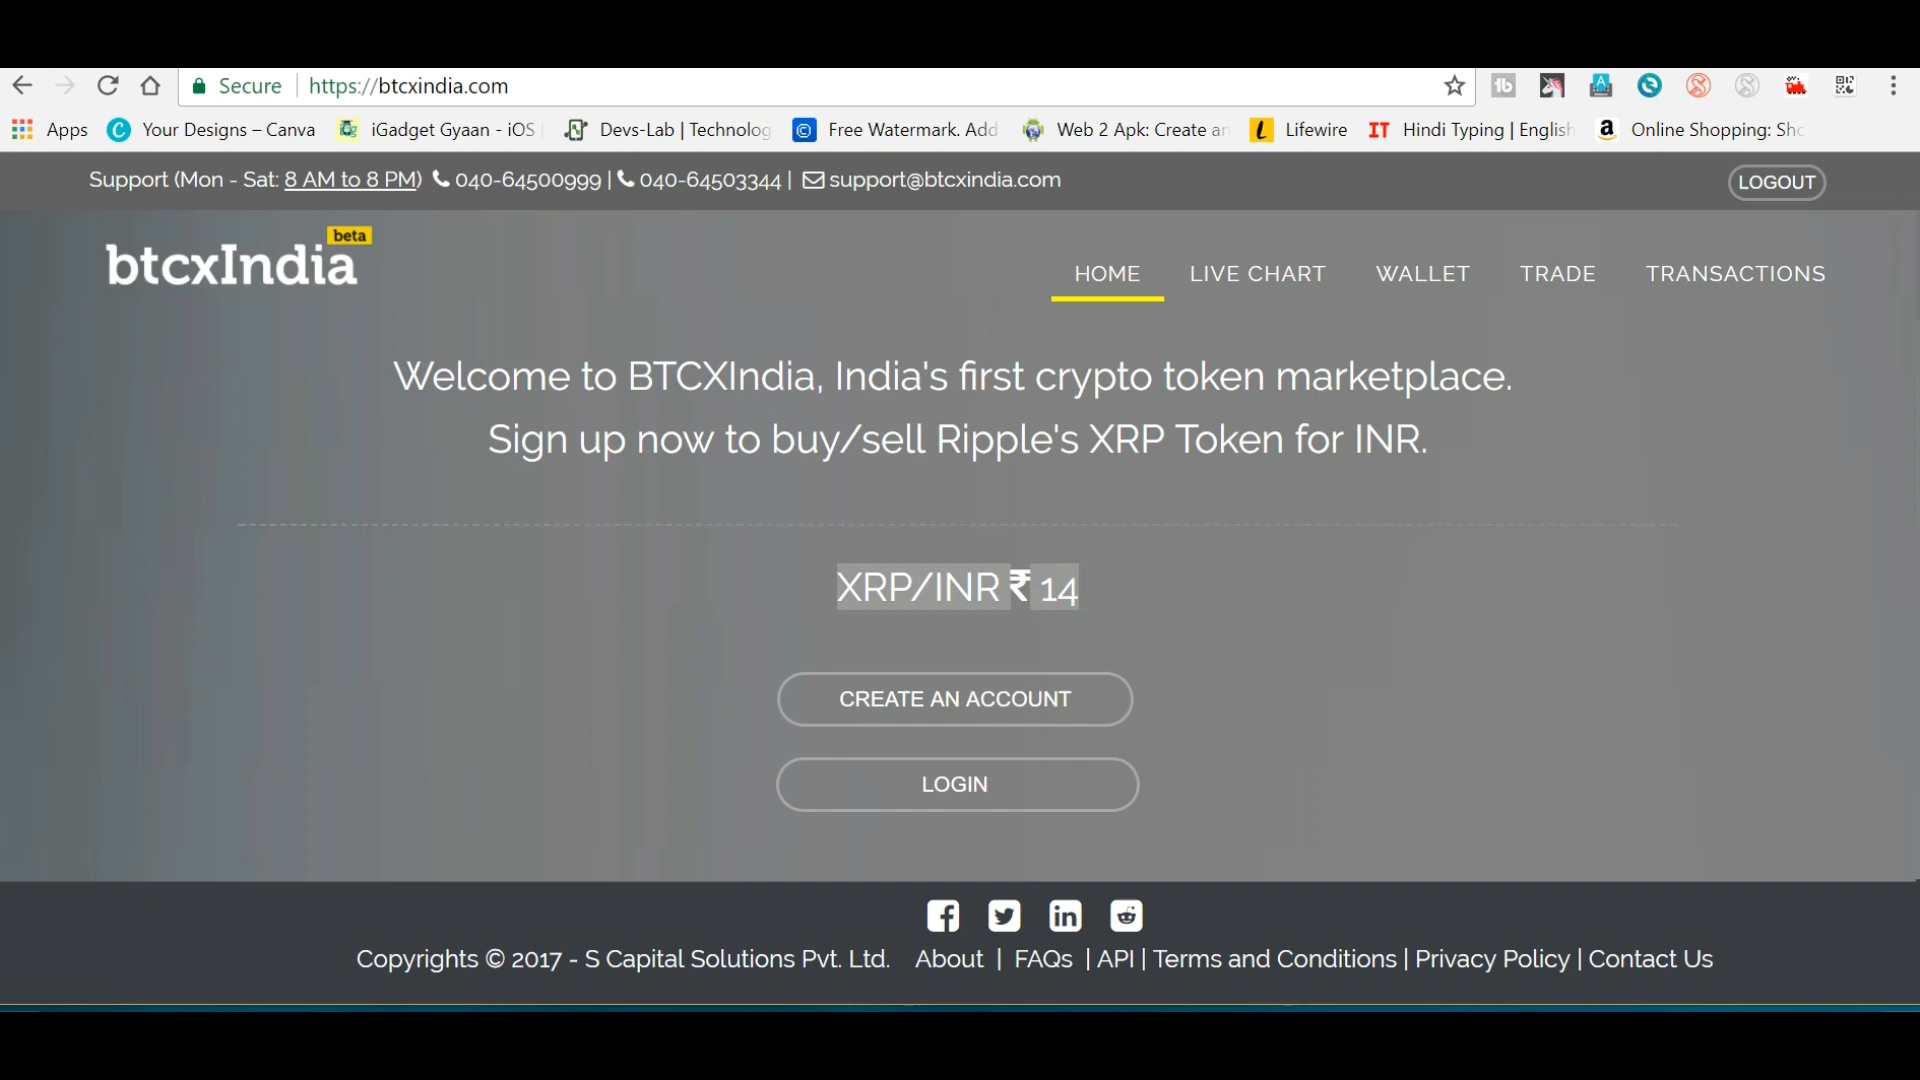 Secure https://btcxindia.com
Apps Your Designs – Canva iGadget Gyaan - iOS Devs-Lab | Technolog Free Watermark. Add Web 2 Apk: Create an Lifewire IT Hindi Typing | English Online Shopping: Sho
Support (Mon - Sat: 8 AM to 8 PM) 040-64500999 | 040-64503344 | support@btcxindia.com LOGOUT
beta
btcxIndia
HOME LIVE CHART WALLET TRADE TRANSACTIONS
Welcome to BTCXIndia, India's first crypto token marketplace.
Sign up now to buy/sell Ripple's XRP Token for INR.
XRP/INR ₹ 14
CREATE AN ACCOUNT
LOGIN
Copyrights © 2017 - S Capital Solutions Pvt. Ltd. About | FAQs | API | Terms and Conditions | Privacy Policy | Contact Us